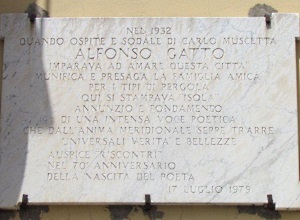 NEL 1932
QUANDO OSPITE E SODALE DI CARLO MUSCETTA
ALFONSO GATTO
IMPARAVA AD AMARE QUESTA CITTÀ
MUNIFICA E PRESAGA LA FAMIGLIA AMICA
PER I TIPI DI PERGOLA
QUI SI STAMPAVA "ISOLA"
ANNUNZIO E FONDAMENTO
DI UNA INTENSA VOCE POETICA
CHE DALL'ANIMA MERIDIONALE SEPPE TRARRE
UNIVERSALI VERITÀ E BELLEZZE
AUSPICE "RISCONTRI"
NEL 70° ANNIVERSARIO
DELLA NASCITA DEL POETA
17 LUGLIO 1979